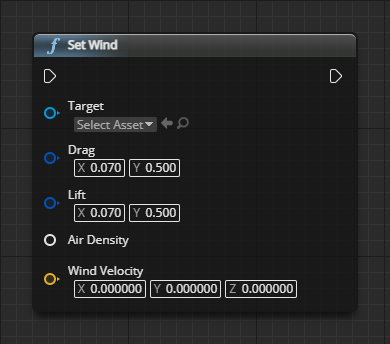 f Set Wind
Target
Select Asset
Drag
X 0.070 Y 0.500
Lift
X 0.070 Y 0.500
Air Density
Wind Velocity
X 0.000000 Y 0.000000 Z 0.000000